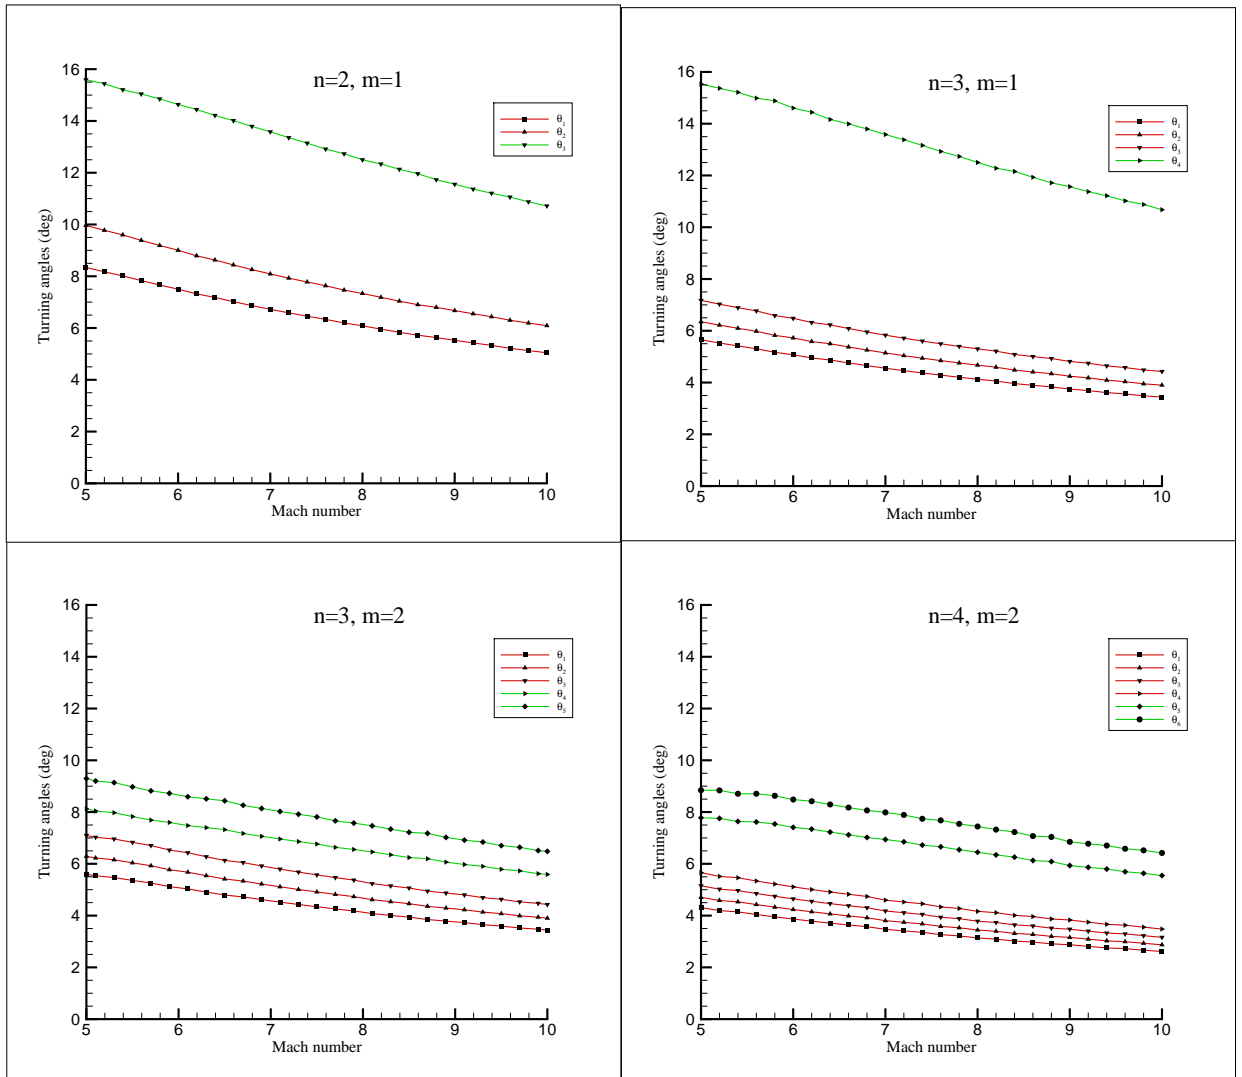 n=2, m=1
θ1
θ2
θ3
Turning angles (deg)
16
14
12
10
8
6
4
2
0
5 6 7 8 9 10
Mach number
n=3, m=1
θ1
θ2
θ3
θ4
Turning angles (deg)
16
14
12
10
8
6
4
2
0
5 6 7 8 9 10
Mach number
n=3, m=2
θ1
θ2
θ3
θ4
θ5
Turning angles (deg)
16
14
12
10
8
6
4
2
0
5 6 7 8 9 10
Mach number
n=4, m=2
θ1
θ2
θ3
θ4
θ5
θ6
Turning angles (deg)
16
14
12
10
8
6
4
2
0
5 6 7 8 9 10
Mach number